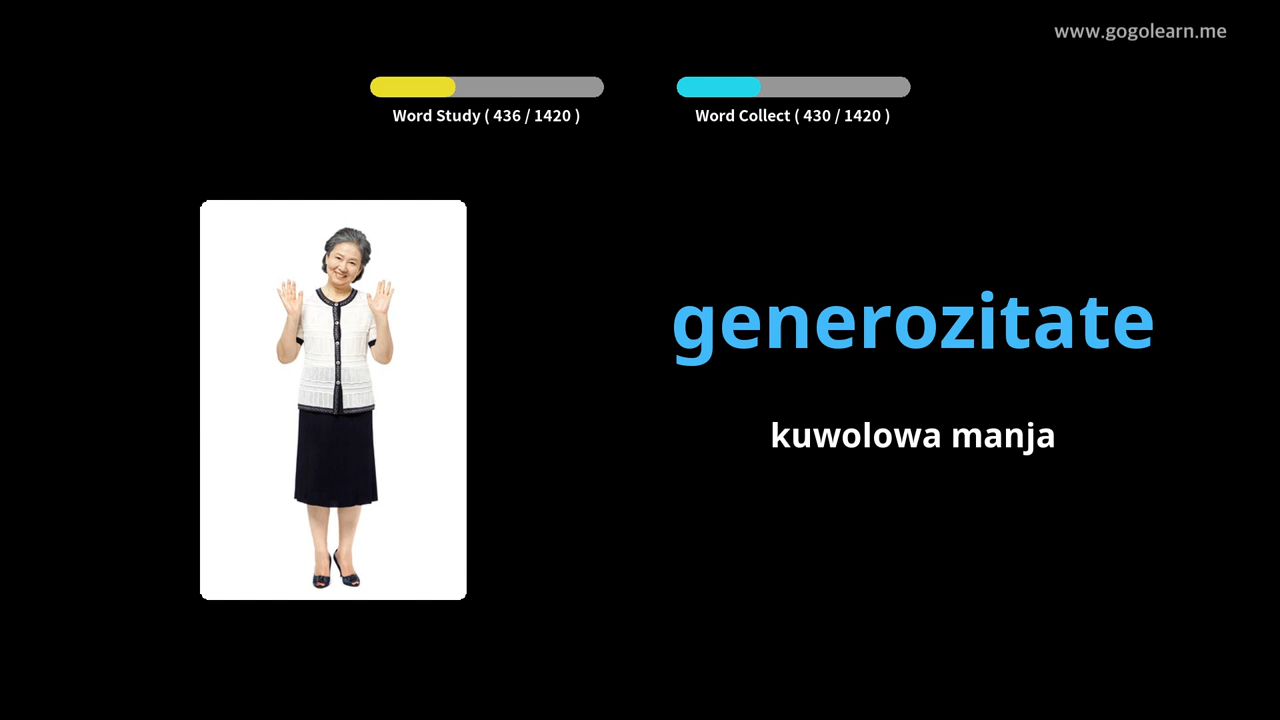 www.gogolearn.me
Word Study ( 436 / 1420 )
Word Collect ( 430 / 1420 )
generozitate
kuwolowa manja